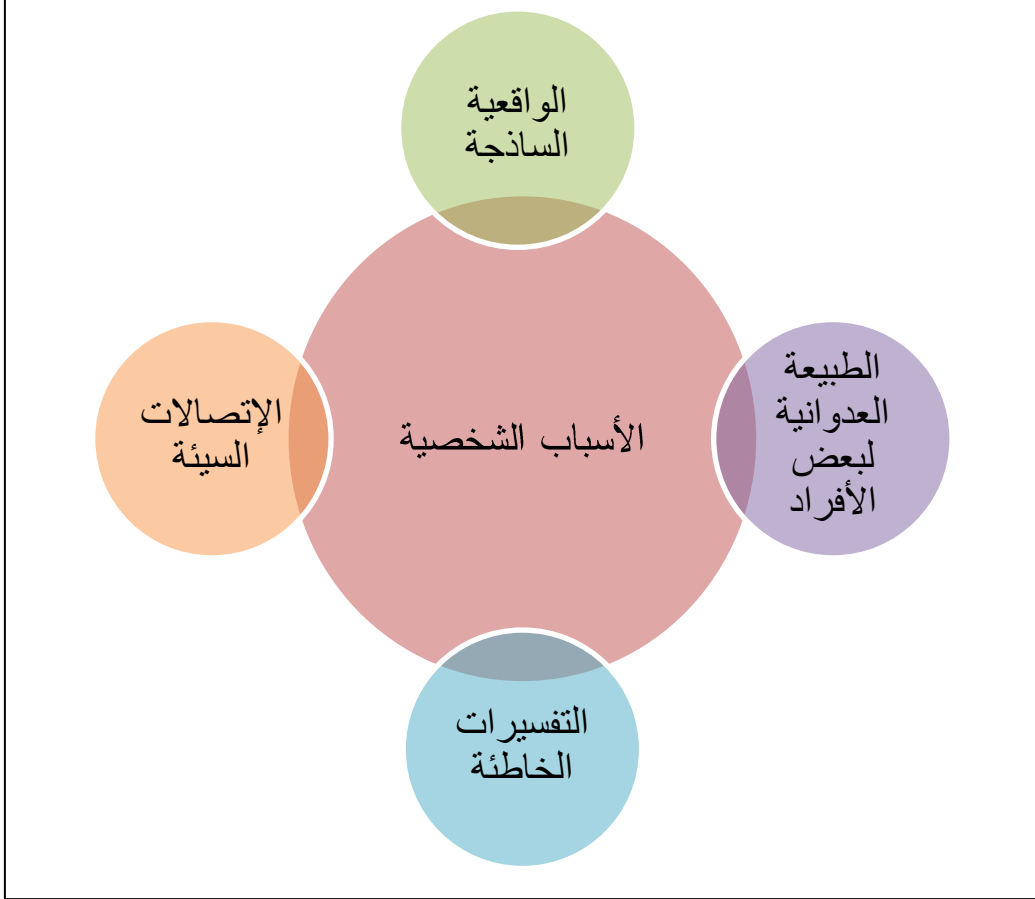 الواقعية
الساذجة
الطبيعة
العدوانية
لبعض
الأفراد
الأسباب الشخصية
الإتصالات
السيئة
التفسيرات
الخاطئة